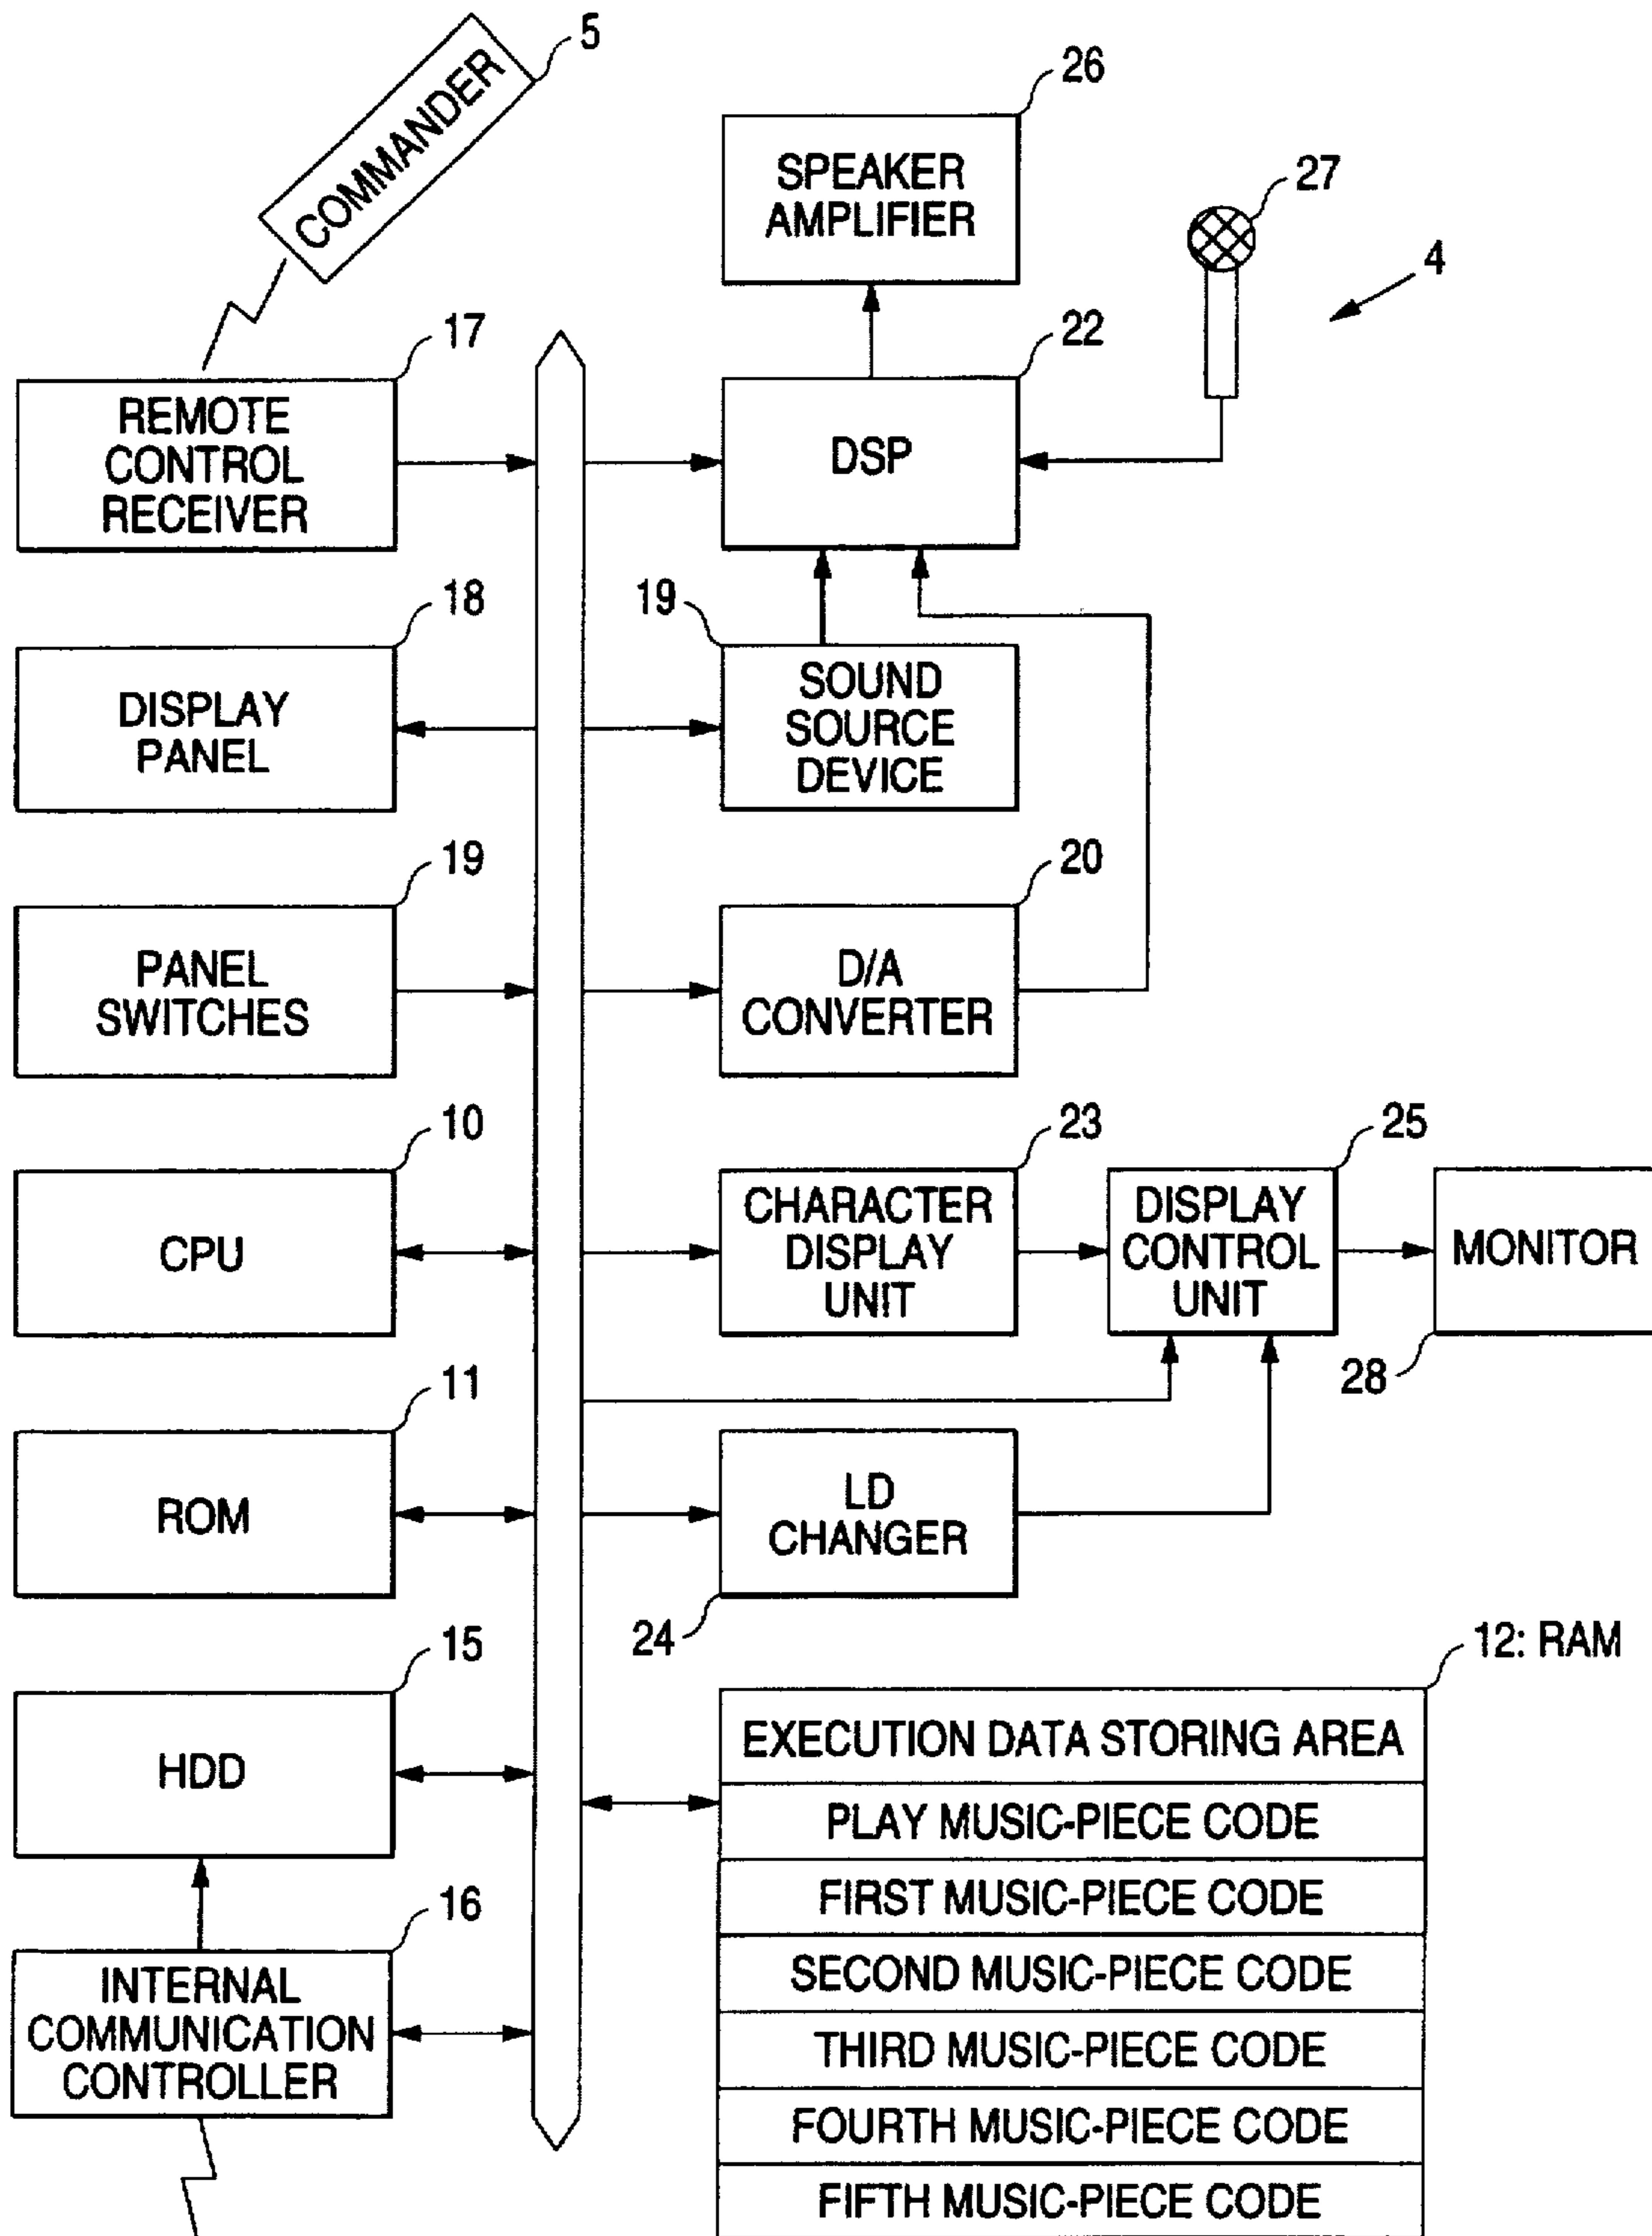 5
COMMANDER
26
SPEAKER
AMPLIFIER
27
4
17
REMOTE
CONTROL
RECEIVER
22
DSP
18
DISPLAY
PANEL
19
SOUND
SOURCE
DEVICE
19
PANEL
SWITCHES
20
D/A
CONVERTER
10
CPU
23
CHARACTER
DISPLAY
UNIT
25
DISPLAY
CONTROL
UNIT
MONITOR
28
11
ROM
LD
CHANGER
24
15
HDD
12: RAM
EXECUTION DATA STORING AREA
PLAY MUSIC-PIECE CODE
FIRST MUSIC-PIECE CODE
SECOND MUSIC-PIECE CODE
THIRD MUSIC-PIECE CODE
FOURTH MUSIC-PIECE CODE
FIFTH MUSIC-PIECE CODE
16
INTERNAL
COMMUNICATION
CONTROLLER